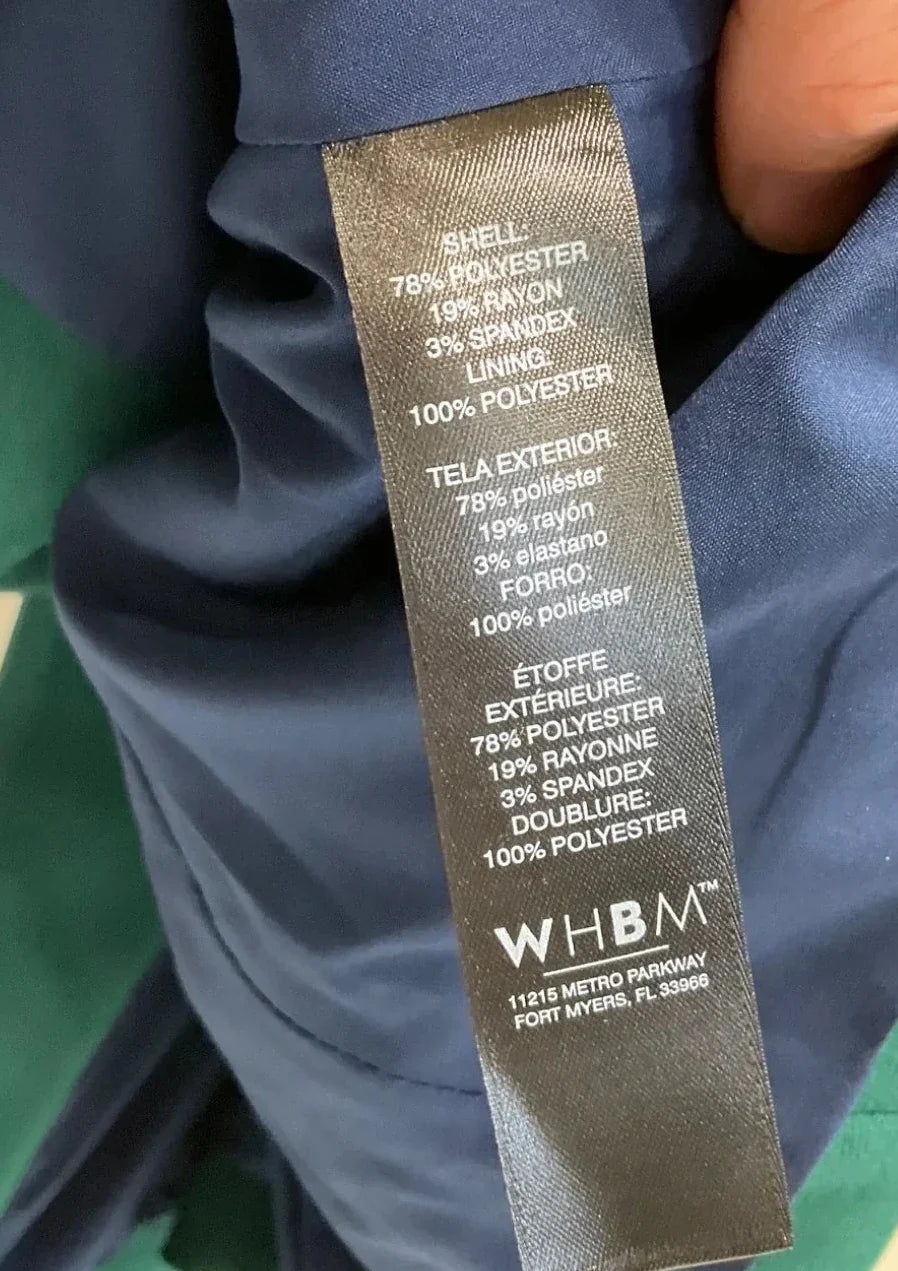 SHELL:
78% POLYESTER
19% RAYON
3% SPANDEX
LINING:
100% POLYESTER
TELA EXTERIOR:
78% poliéster
19% rayón
3% elastano
FORRO:
100% poliéster
ÉTOFFE
EXTÉRIEURE:
78% POLYESTER
19% RAYONNE
3% SPANDEX
DOUBLURE:
100% POLYESTER
WHBM™
11215 METRO PARKWAY
FORT MYERS, FL 33966